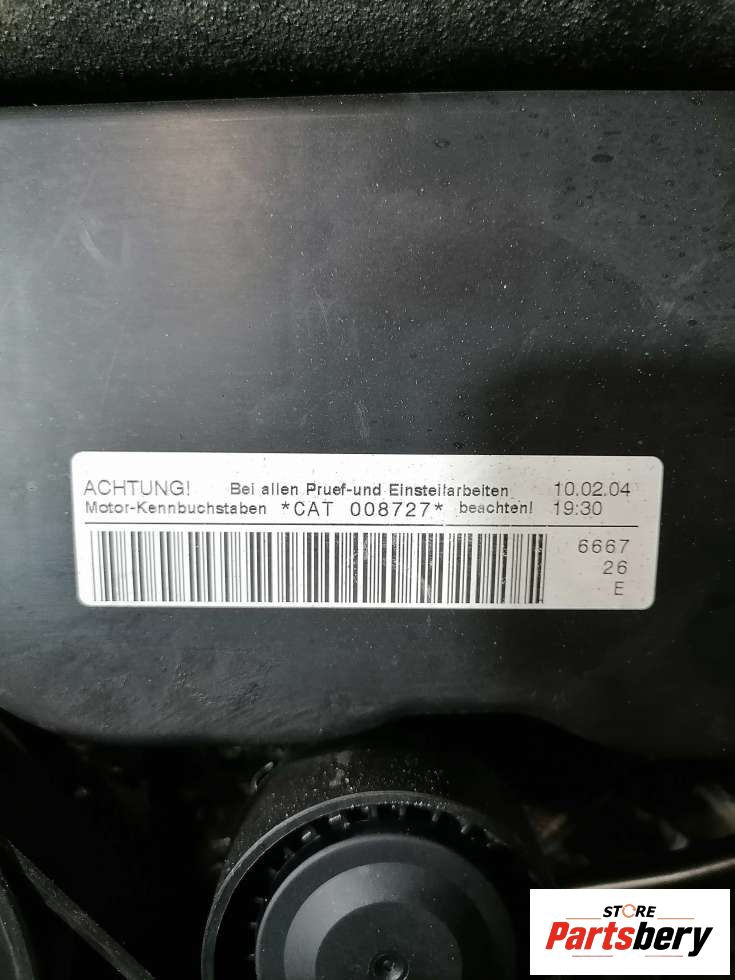 ACHTUNG! Bei allen Pruef-und Einstellarbeiten 10.02.04
Motor-Kennbuchstaben *CAT 008727* beachten! 19:30
6667
26
E
STORE
Partsbery